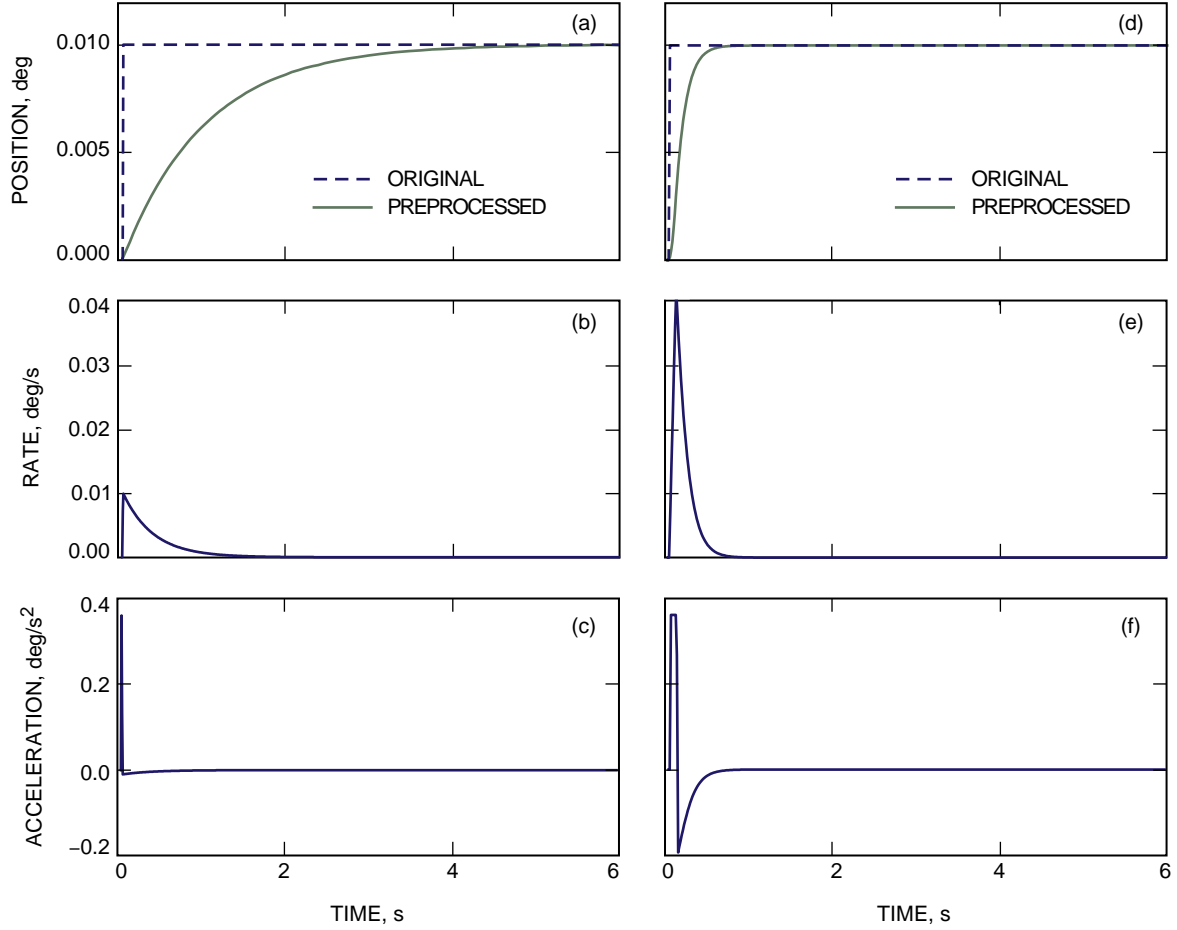 (a)
0.010
0.005
0.000
POSITION, deg
ORIGINAL
PREPROCESSED
(d)
ORIGINAL
PREPROCESSED
(b)
0.04
0.03
0.02
0.01
0.00
RATE, deg/s
(e)
(c)
0.4
0.2
0.0
−0.2
ACCELERATION, deg/s²
0 2 4 6
TIME, s
(f)
0 2 4 6
TIME, s